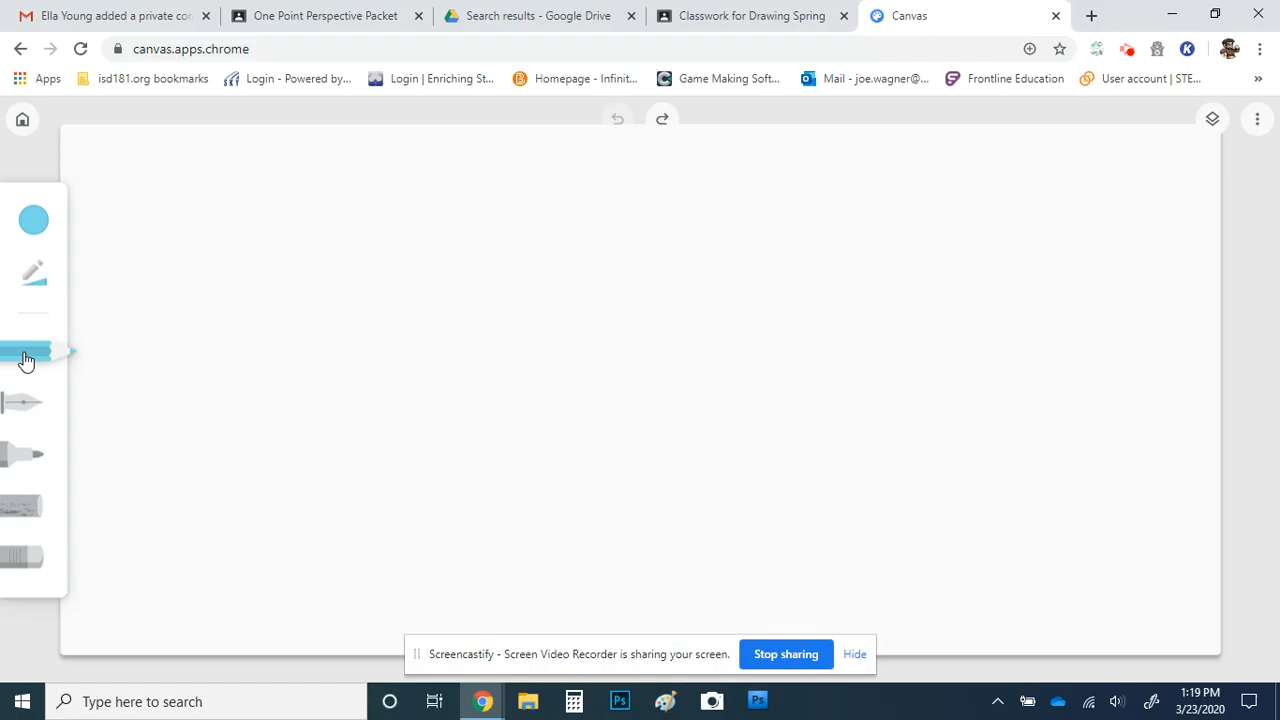 Ella Young added a private con
One Point Perspective Packet
Search results - Google Drive
Classwork for Drawing Spring
Canvas
canvas.apps.chrome
Apps
isd181.org bookmarks
Login - Powered by...
Login | Enriching St...
Homepage - Infinit...
Game Making Soft...
Mail - joe.wagner@...
Frontline Education
User account | STE...
»
Screencastify - Screen Video Recorder is sharing your screen.
Stop sharing
Hide
Type here to search
Ps
Ps
1:19 PM
3/23/2020